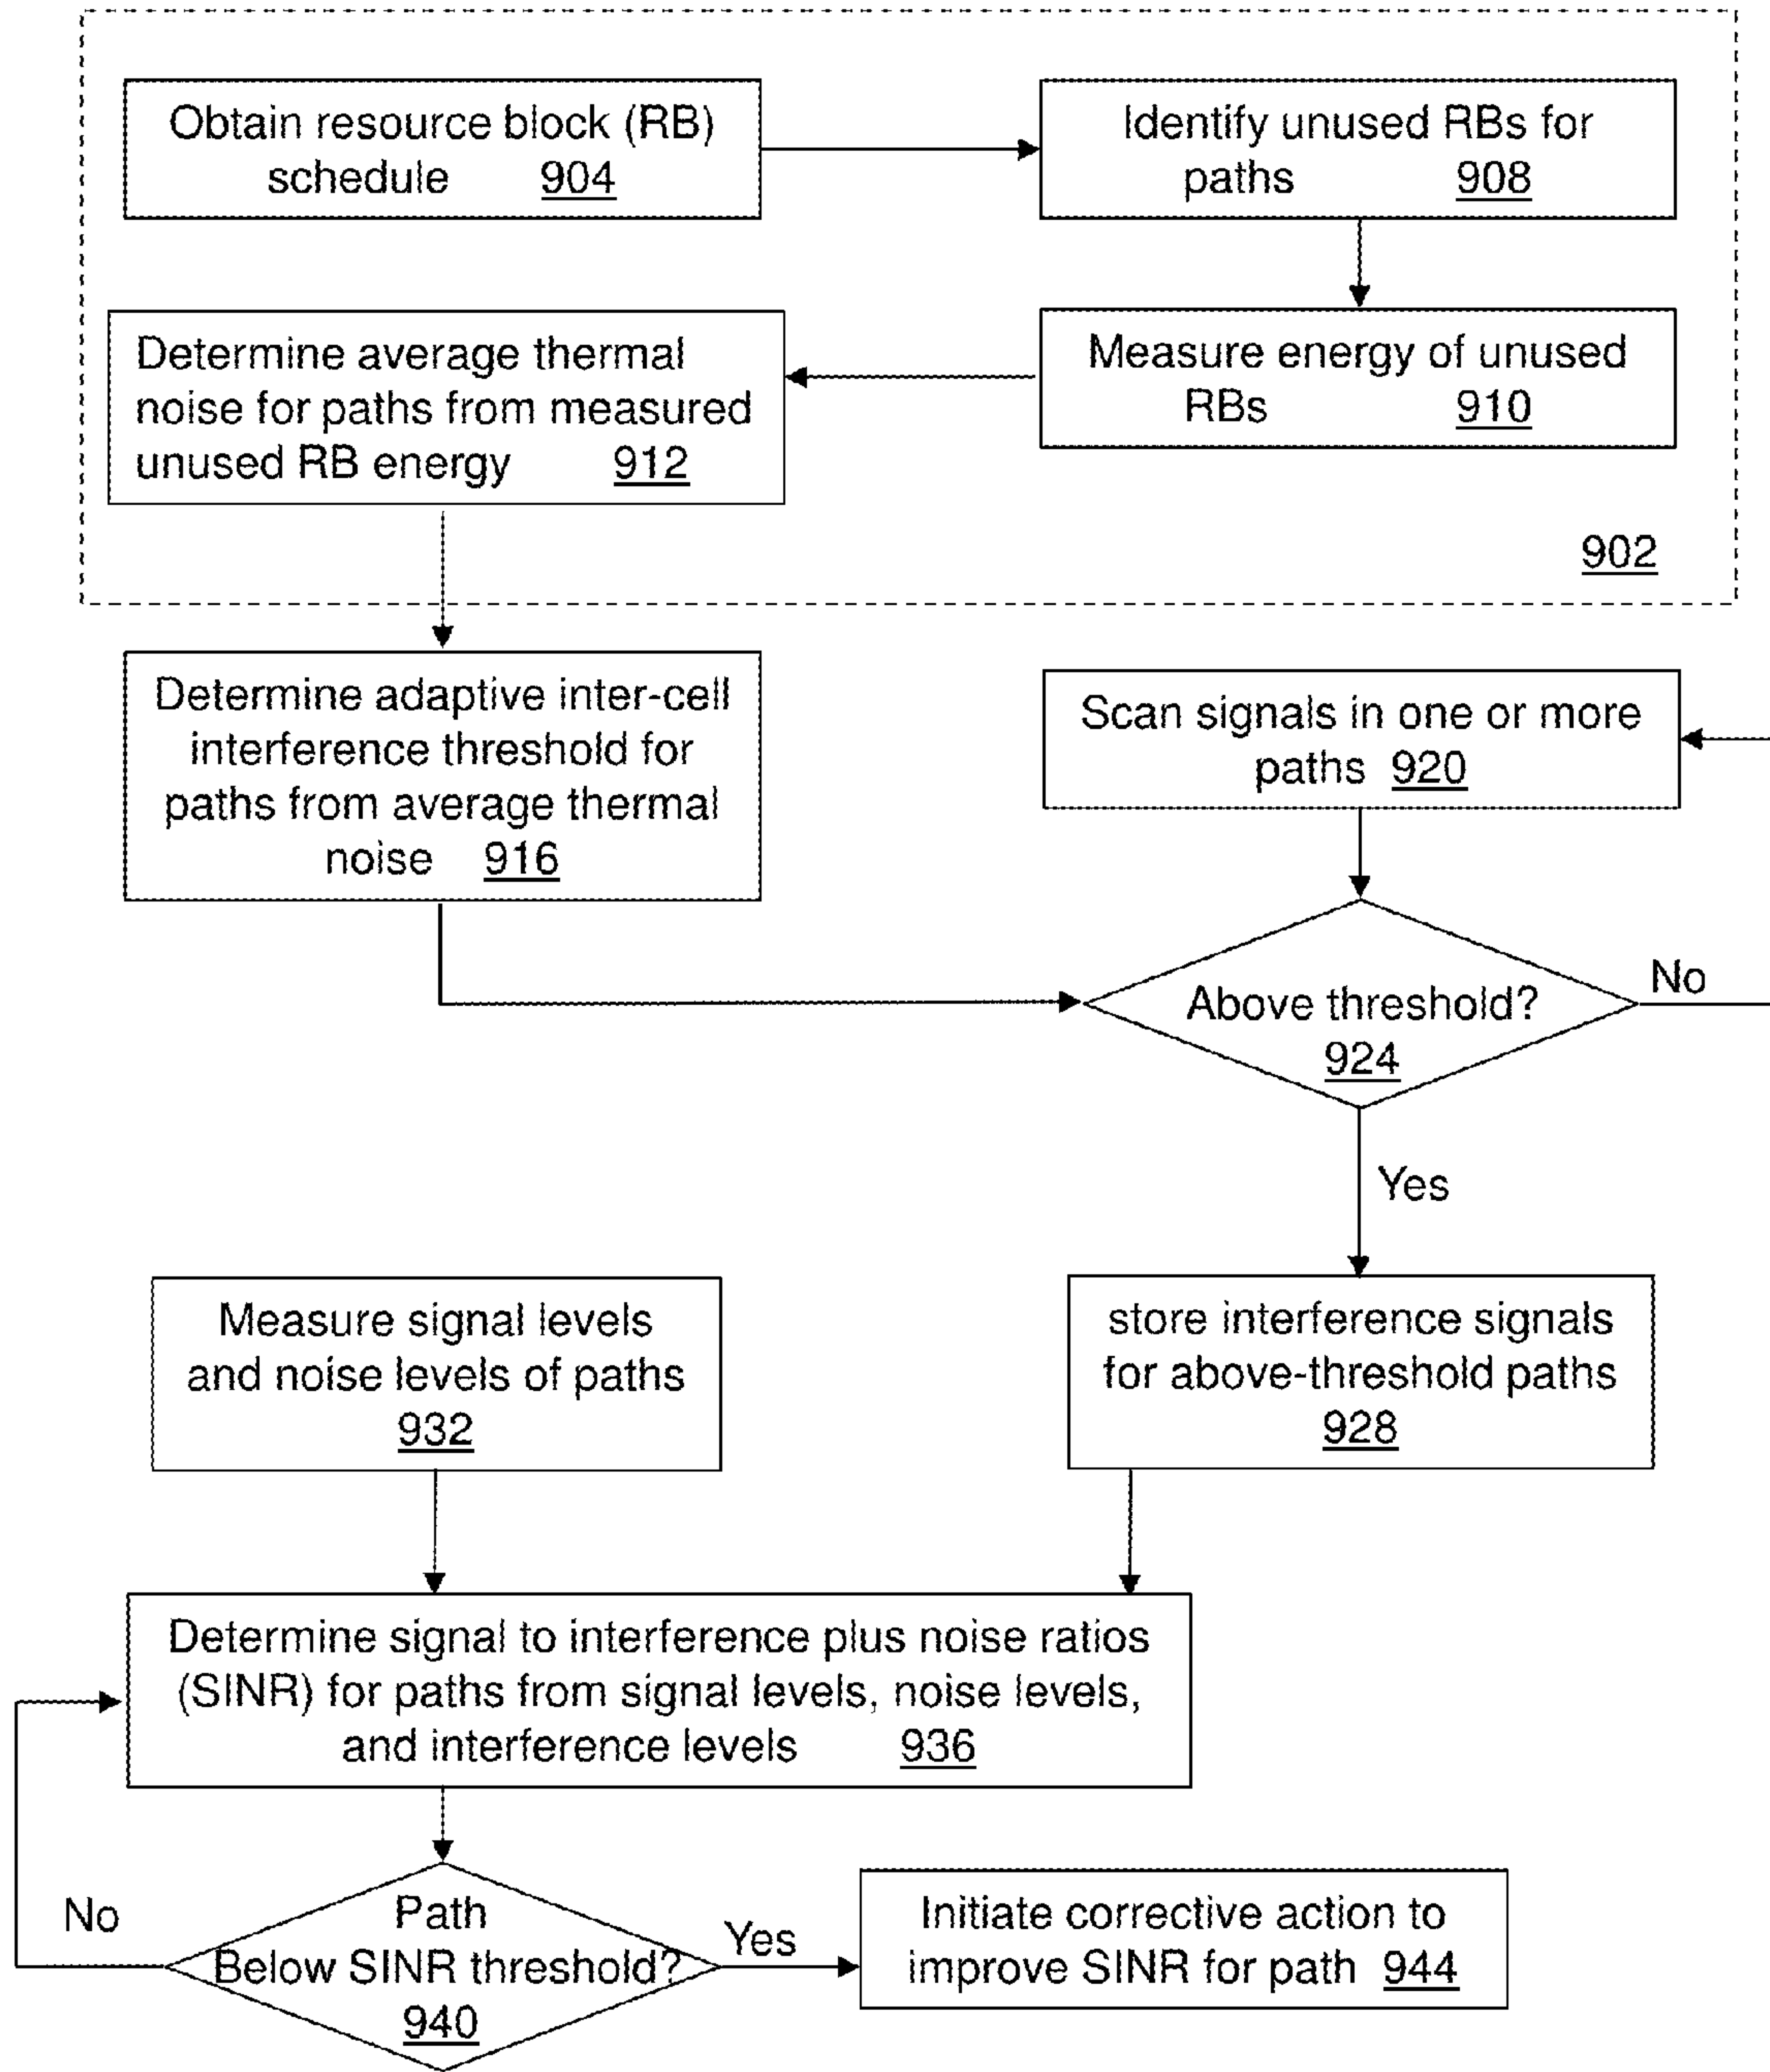 Obtain resource block (RB)
schedule 904
Identify unused RBs for
paths 908
Measure energy of unused
RBs 910
Determine average thermal
noise for paths from measured
unused RB energy 912
902
Determine adaptive inter-cell
interference threshold for
paths from average thermal
noise 916
Scan signals in one or more
paths 920
Above threshold?
924
No
Yes
store interference signals
for above-threshold paths
928
Measure signal levels
and noise levels of paths
932
Determine signal to interference plus noise ratios
(SINR) for paths from signal levels, noise levels,
and interference levels 936
Path
Below SINR threshold?
940
No
Yes
Initiate corrective action to
improve SINR for path 944